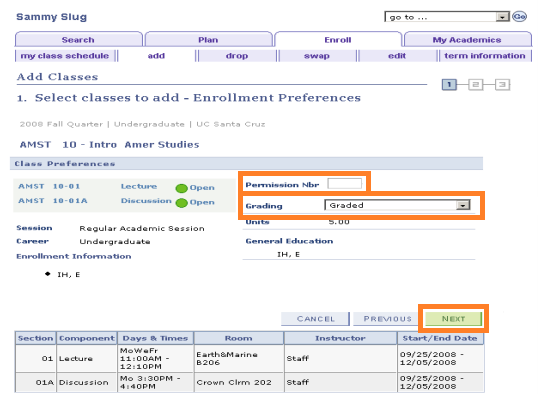 Sammy Slug
go to ...
Search Plan Enroll My Academics
my class schedule add drop swap edit term information
Add Classes
1 2 3
1. Select classes to add - Enrollment Preferences
2008 Fall Quarter | Undergraduate | UC Santa Cruz
AMST 10 - Intro Amer Studies
Class Preferences
AMST 10-01 Lecture Open
AMST 10-01A Discussion Open
Permission Nbr
Grading Graded
Units 5.00
Session Regular Academic Session
Career Undergraduate
General Education
IH, E
Enrollment Information
IH, E
CANCEL PREVIOUS NEXT
Section Component Days & Times Room Instructor Start/End Date
01 Lecture MoWeFr 11:00AM - 12:10PM Earth&Marine B206 Staff 09/25/2008 - 12/05/2008
01A Discussion Mo 3:30PM - 4:40PM Crown Clrm 202 Staff 09/25/2008 - 12/05/2008